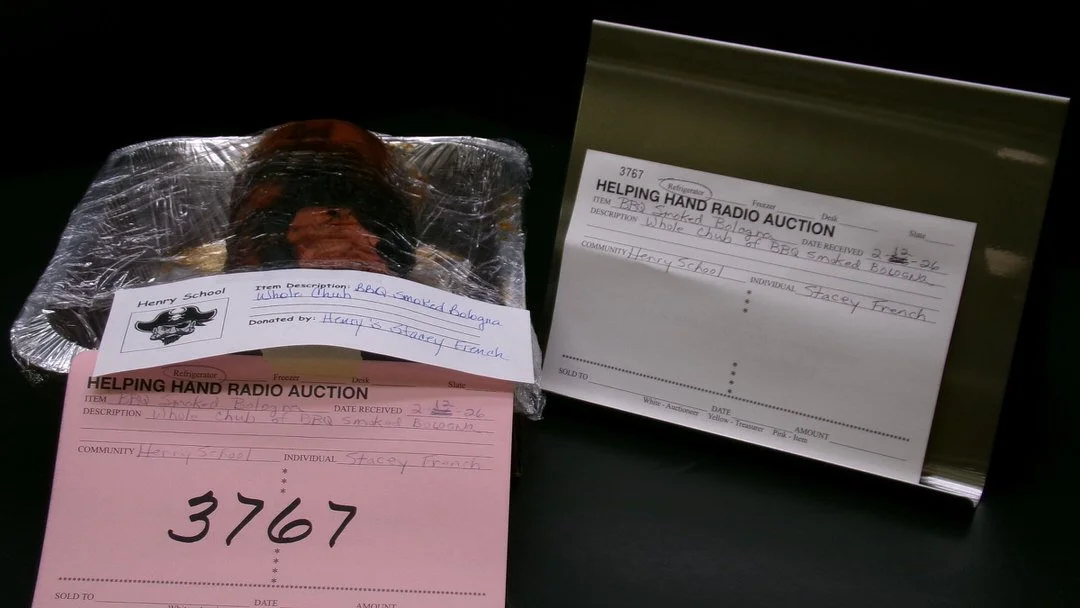 Henry School
Item Description: BBQ Smoked Bologna
Whole Chub
Donated by: Henry's Stacey French
Refrigerator Freezer Desk Slate
HELPING HAND RADIO AUCTION
ITEM BBQ Smoked Bologna DATE RECEIVED 2-12-26
DESCRIPTION Whole Chub of BBQ Smoked BOLOGNA
COMMUNITY Henry School INDIVIDUAL Stacey French
3767
SOLD TO DATE AMOUNT
3767
Refrigerator Freezer Desk Slate
HELPING HAND RADIO AUCTION
ITEM BBQ Smoked Bologna DATE RECEIVED 2-12-26
DESCRIPTION Whole Chub of BBQ Smoked BOLOGNA
COMMUNITY Henry School INDIVIDUAL Stacey French
SOLD TO DATE AMOUNT
White - Auctioneer Yellow - Treasurer Pink - Item